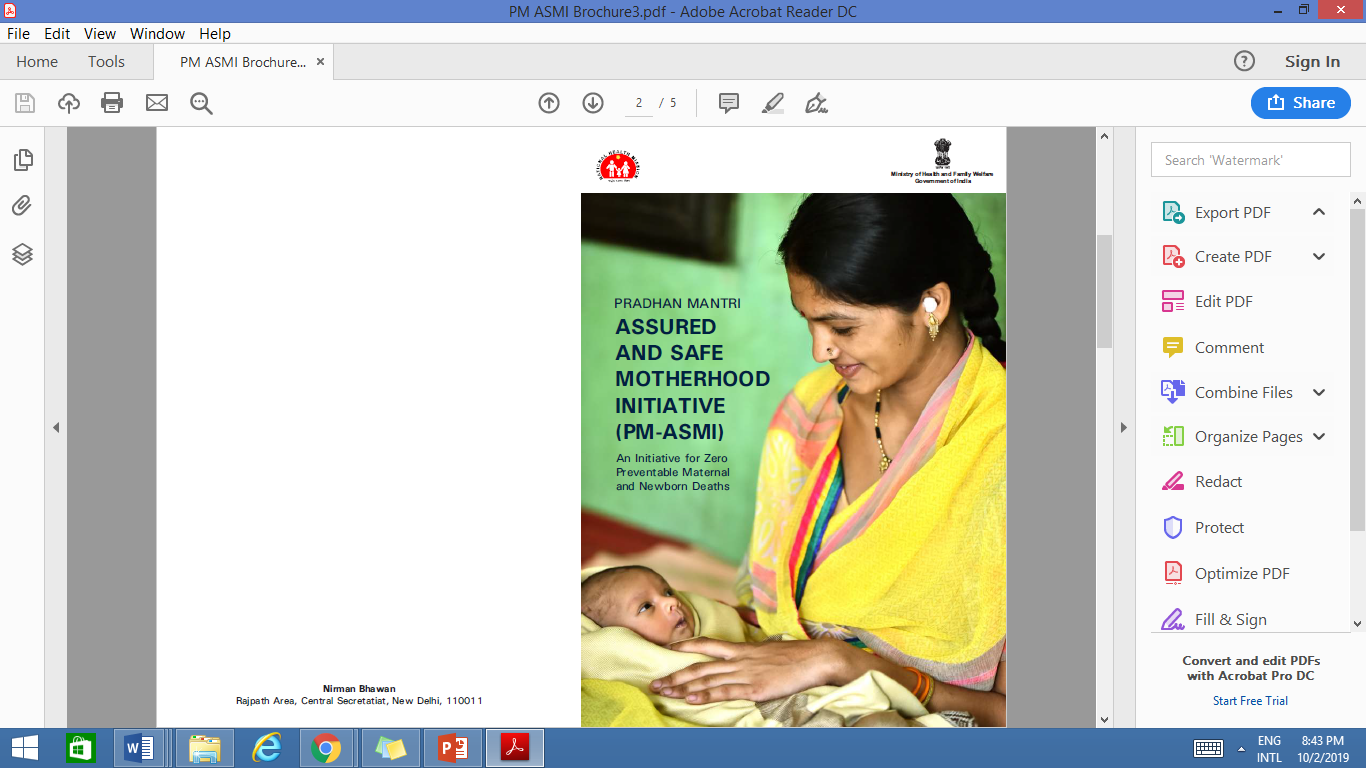 PM ASMI Brochure3.pdf - Adobe Acrobat Reader DC
File Edit View Window Help
Home Tools PM ASMI Brochure... × Sign In
2 / 5
Share
NATIONAL HEALTH MISSION
Ministry of Health and Family Welfare
Government of India
PRADHAN MANTRI
ASSURED
AND SAFE
MOTHERHOOD
INITIATIVE
(PM-ASMI)
An Initiative for Zero
Preventable Maternal
and Newborn Deaths
Nirman Bhawan
Rajpath Area, Central Secretatiat, New Delhi, 110011
Search 'Watermark'
Export PDF
Create PDF
Edit PDF
Comment
Combine Files
Organize Pages
Redact
Protect
Optimize PDF
Fill & Sign
Convert and edit PDFs
with Acrobat Pro DC
Start Free Trial
ENG 8:43 PM
INTL 10/2/2019